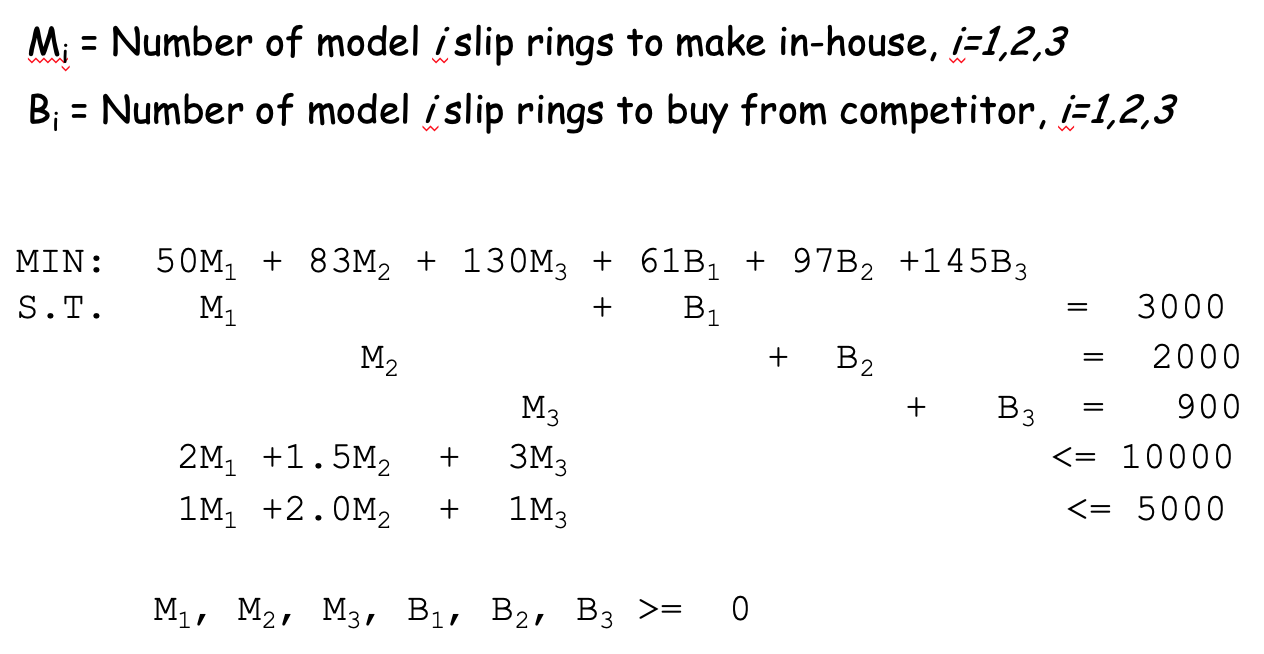 Mᵢ = Number of model i slip rings to make in-house, i=1,2,3
Bᵢ = Number of model i slip rings to buy from competitor, i=1,2,3
MIN: 50M₁ + 83M₂ + 130M₃ + 61B₁ + 97B₂ +145B₃
S.T. M₁ + B₁ = 3000
M₂ + B₂ = 2000
M₃ + B₃ = 900
2M₁ +1.5M₂ + 3M₃ <= 10000
1M₁ +2.0M₂ + 1M₃ <= 5000
M₁, M₂, M₃, B₁, B₂, B₃ >= 0